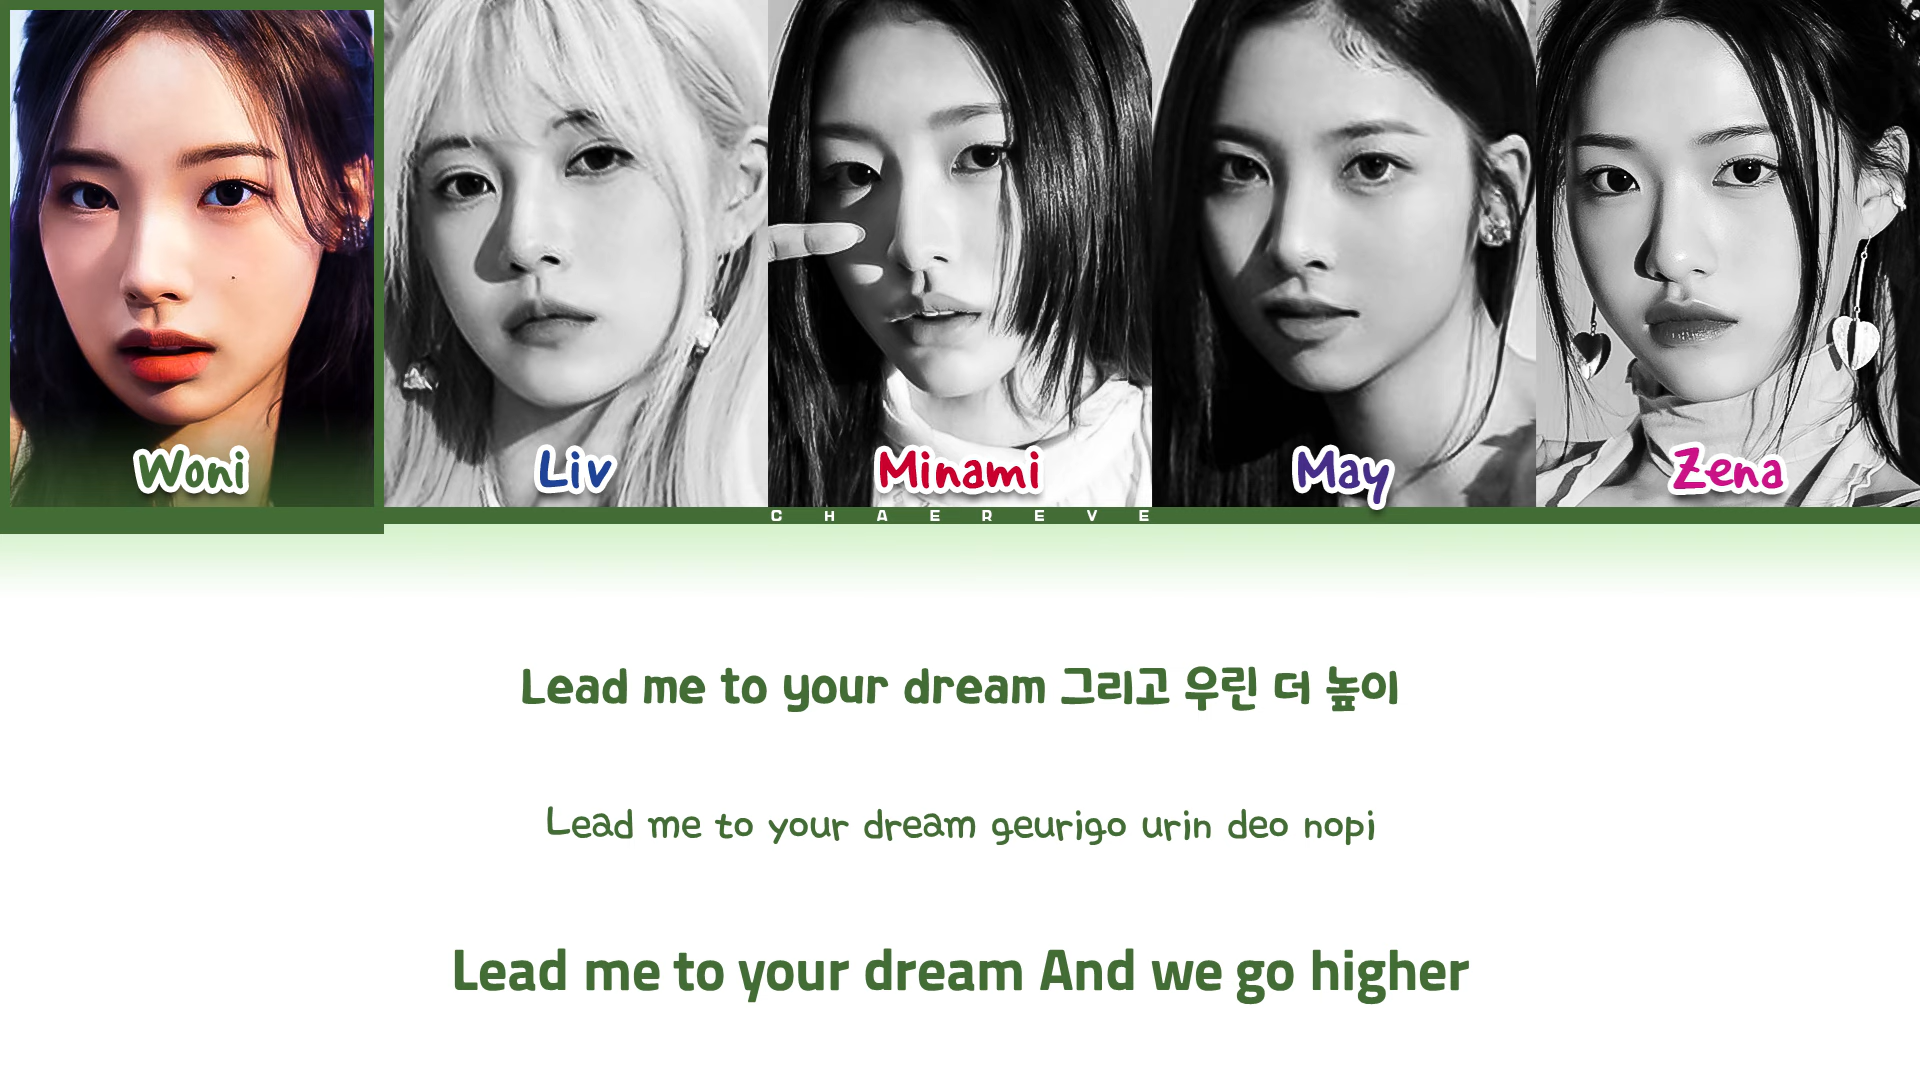 Woni
Liv
Minami
May
Zena
CHAEREVE
Lead me to your dream 그리고 우린 더 높이
Lead me to your dream geurigo urin deo nopi
Lead me to your dream And we go higher